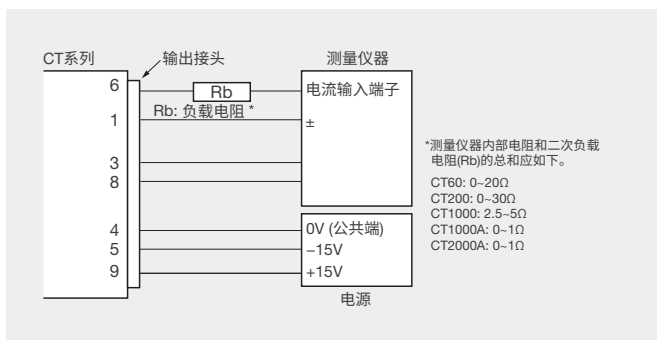 CT系列
输出接头
测量仪器
6
Rb
电流输入端子
Rb: 负载电阻 *
1
±
3
8
4
0V (公共端)
5
−15V
9
+15V
电源
*测量仪器内部电阻和二次负载
电阻(Rb)的总和应如下。
CT60: 0~20Ω
CT200: 0~30Ω
CT1000: 2.5~5Ω
CT1000A: 0~1Ω
CT2000A: 0~1Ω